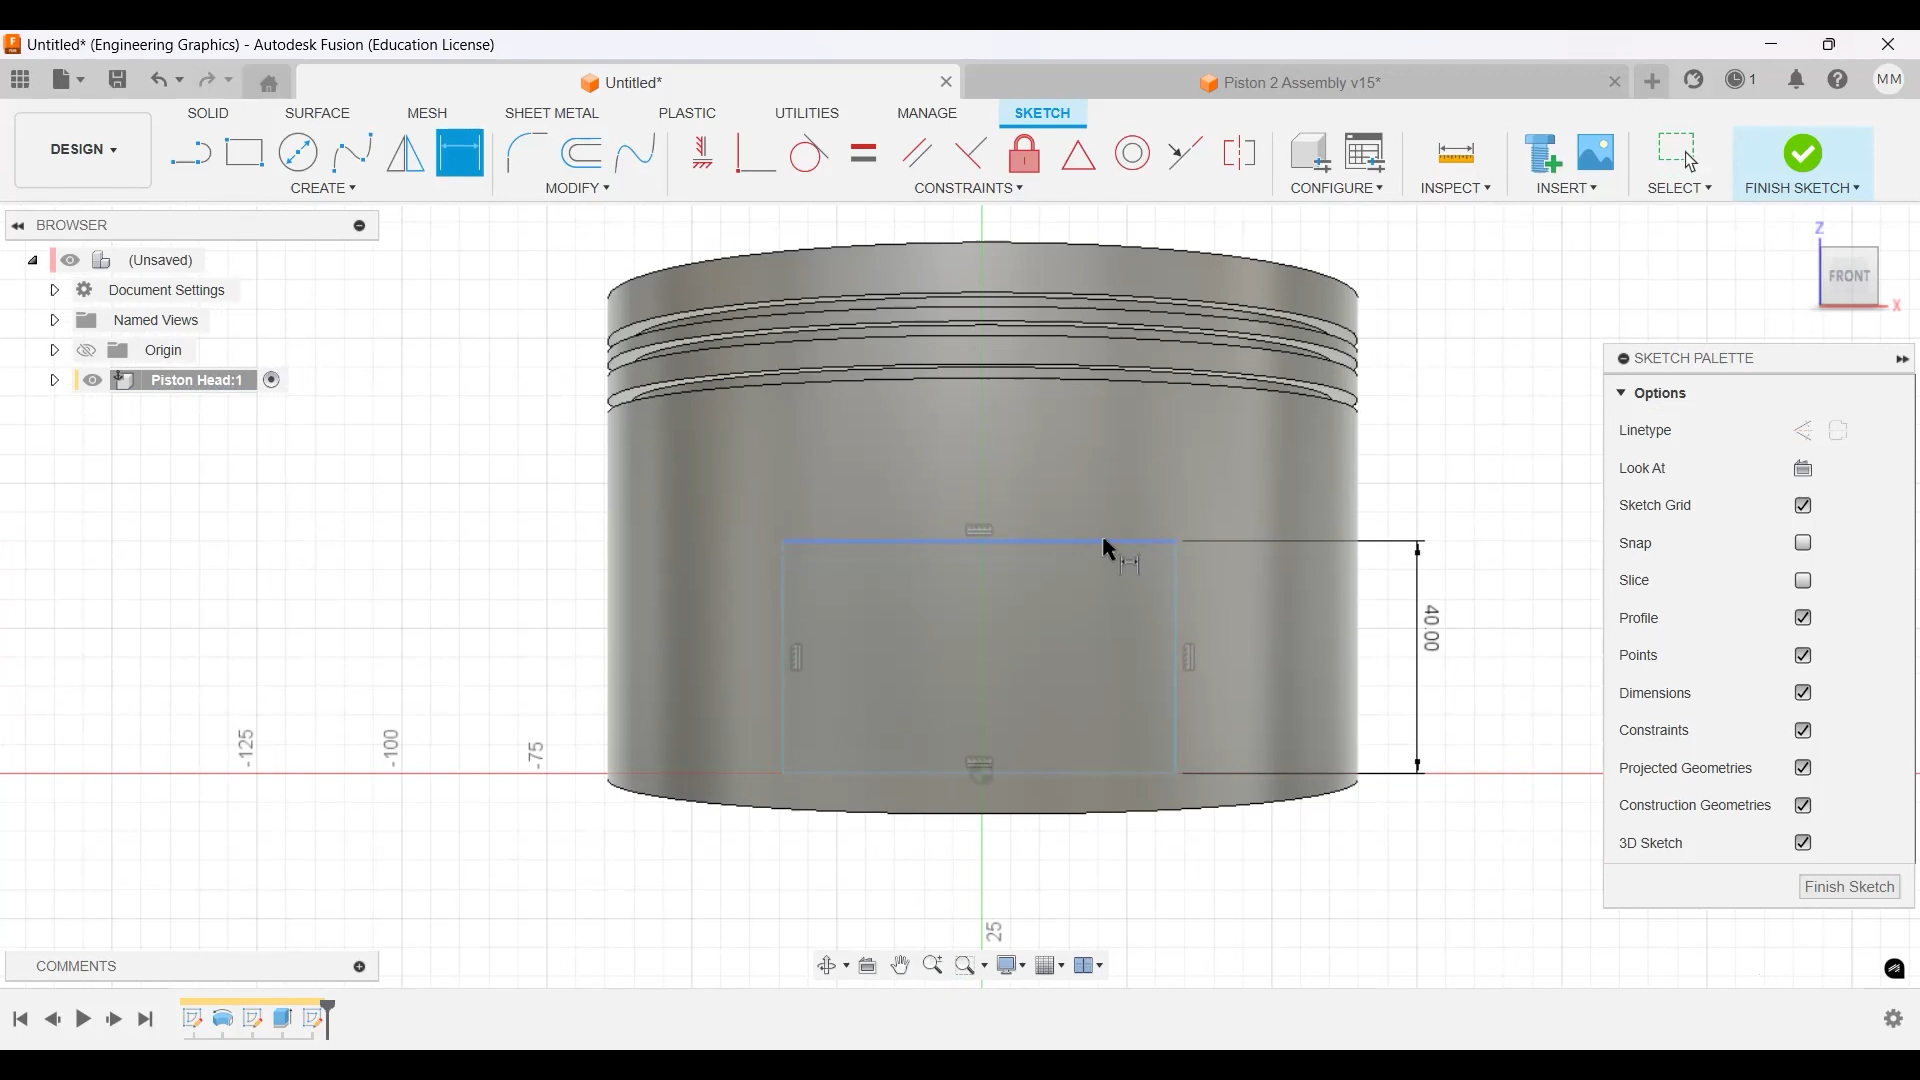 Untitled* (Engineering Graphics) - Autodesk Fusion (Education License)
Untitled*
Piston 2 Assembly v15*
1
MM
SOLID SURFACE MESH SHEET METAL PLASTIC UTILITIES MANAGE SKETCH
DESIGN
CREATE MODIFY CONSTRAINTS CONFIGURE INSPECT INSERT SELECT FINISH SKETCH
BROWSER
(Unsaved)
Document Settings
Named Views
Origin
Piston Head:1
Z
FRONT
X
SKETCH PALETTE
Options
Linetype
Look At
Sketch Grid
Snap
Slice
Profile
Points
Dimensions
Constraints
Projected Geometries
Construction Geometries
3D Sketch
Finish Sketch
40.00
-125
-100
-75
25
COMMENTS